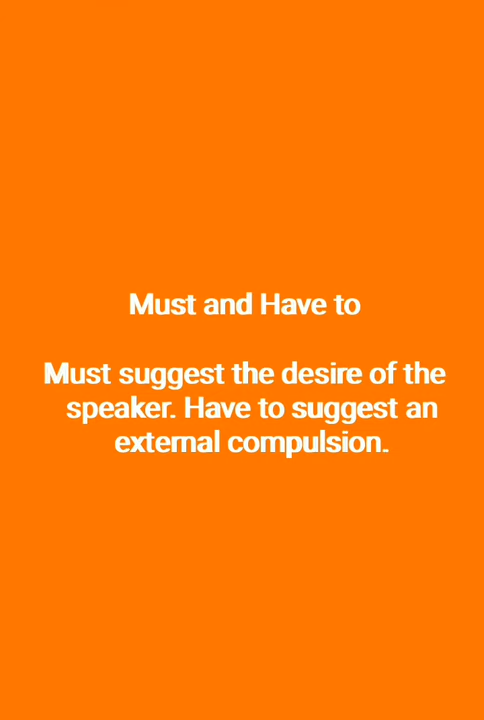 Must and Have to
Must suggest the desire of the
speaker. Have to suggest an
external compulsion.